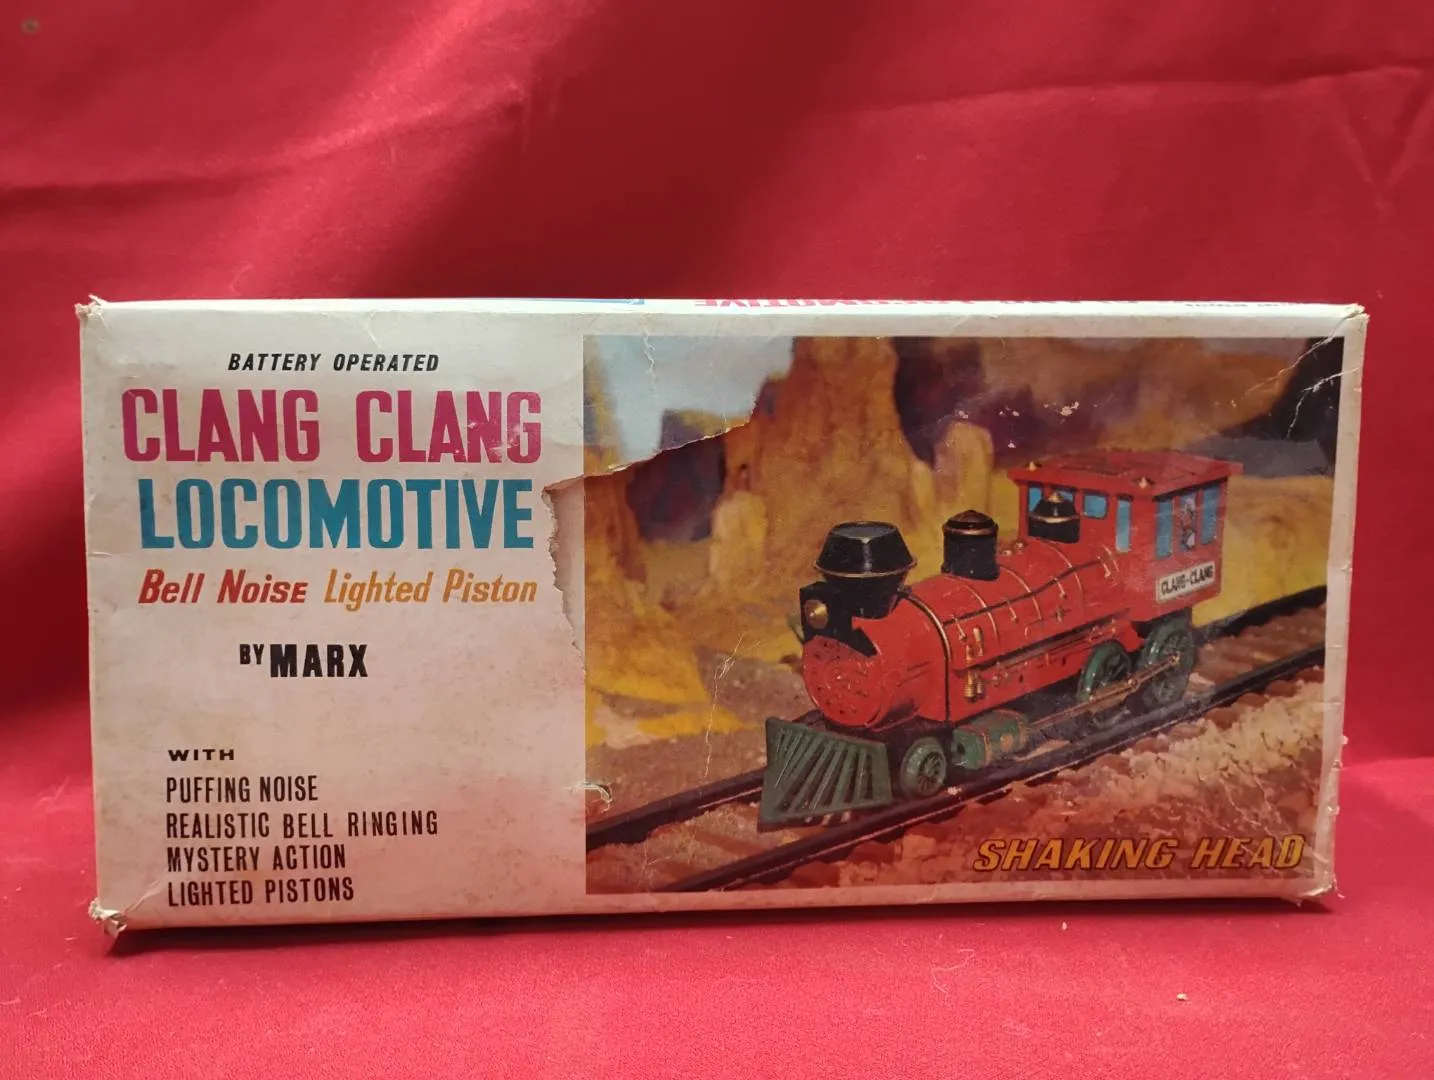 LOCOMOTIVE
BATTERY OPERATED
CLANG CLANG
LOCOMOTIVE
Bell Noise Lighted Piston
BY MARX
WITH
PUFFING NOISE
REALISTIC BELL RINGING
MYSTERY ACTION
LIGHTED PISTONS
CLANG-CLANG
SHAKING HEAD